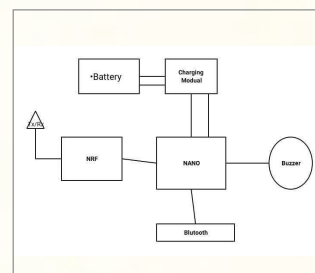 •Battery
Charging
Modual
Tx/Rx
NRF
NANO
Buzzer
Blutooth